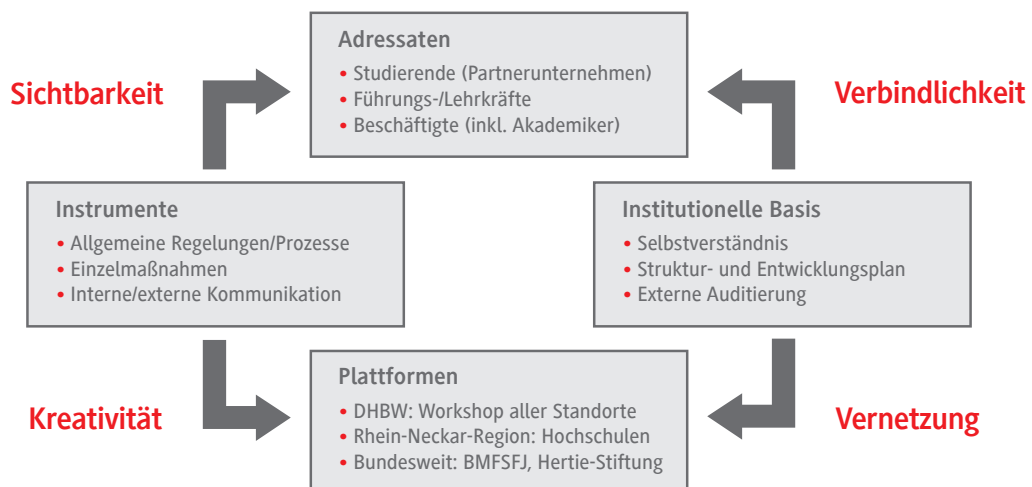 Adressaten
• Studierende (Partnerunternehmen)
• Führungs-/Lehrkräfte
• Beschäftigte (inkl. Akademiker)
Sichtbarkeit
Verbindlichkeit
Instrumente
• Allgemeine Regelungen/Prozesse
• Einzelmaßnahmen
• Interne/externe Kommunikation
Institutionelle Basis
• Selbstverständnis
• Struktur- und Entwicklungsplan
• Externe Auditierung
Kreativität
Vernetzung
Plattformen
• DHBW: Workshop aller Standorte
• Rhein-Neckar-Region: Hochschulen
• Bundesweit: BMFSFJ, Hertie-Stiftung